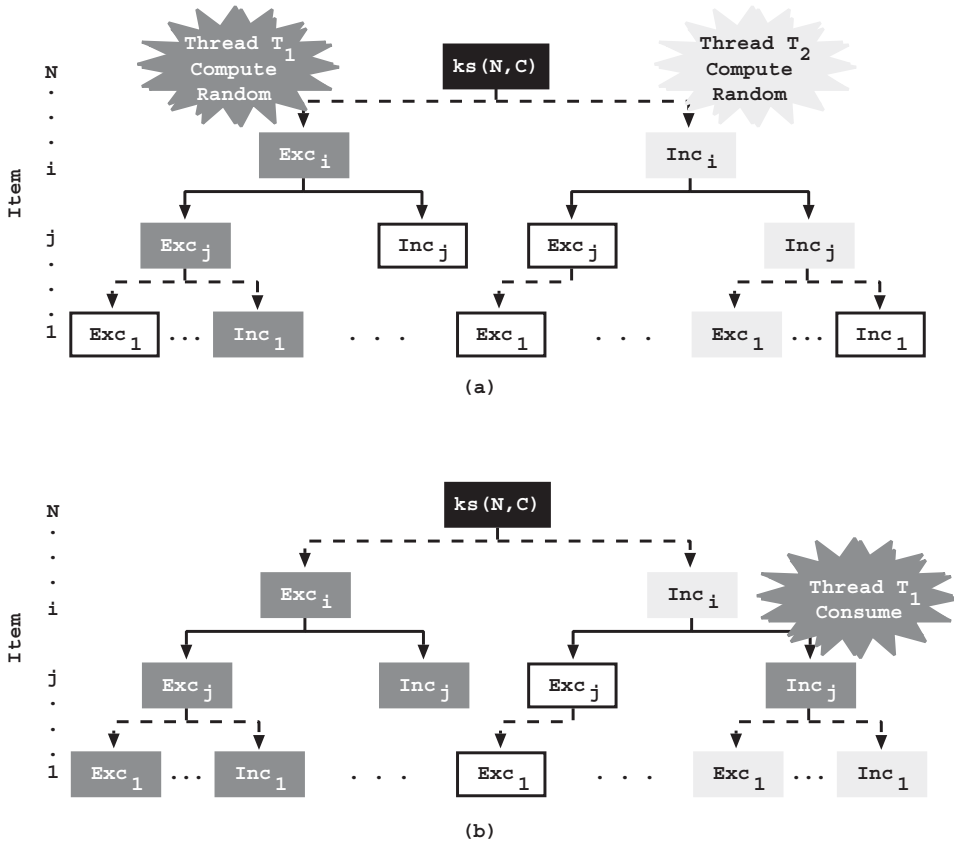 Thread T1
Compute
Random
ks(N,C)
Thread T2
Compute
Random
N
.
.
.
i
j
.
.
.
1
Item
Exci
Inci
Excj
Incj
Excj
Incj
Exc1
...
Inc1
. . .
Exc1
. . .
Exc1
...
Inc1
(a)
ks(N,C)
N
.
.
.
i
j
.
.
.
1
Item
Exci
Inci
Thread T1
Consume
Excj
Incj
Excj
Incj
Exc1
...
Inc1
. . .
Exc1
. . .
Exc1
...
Inc1
(b)